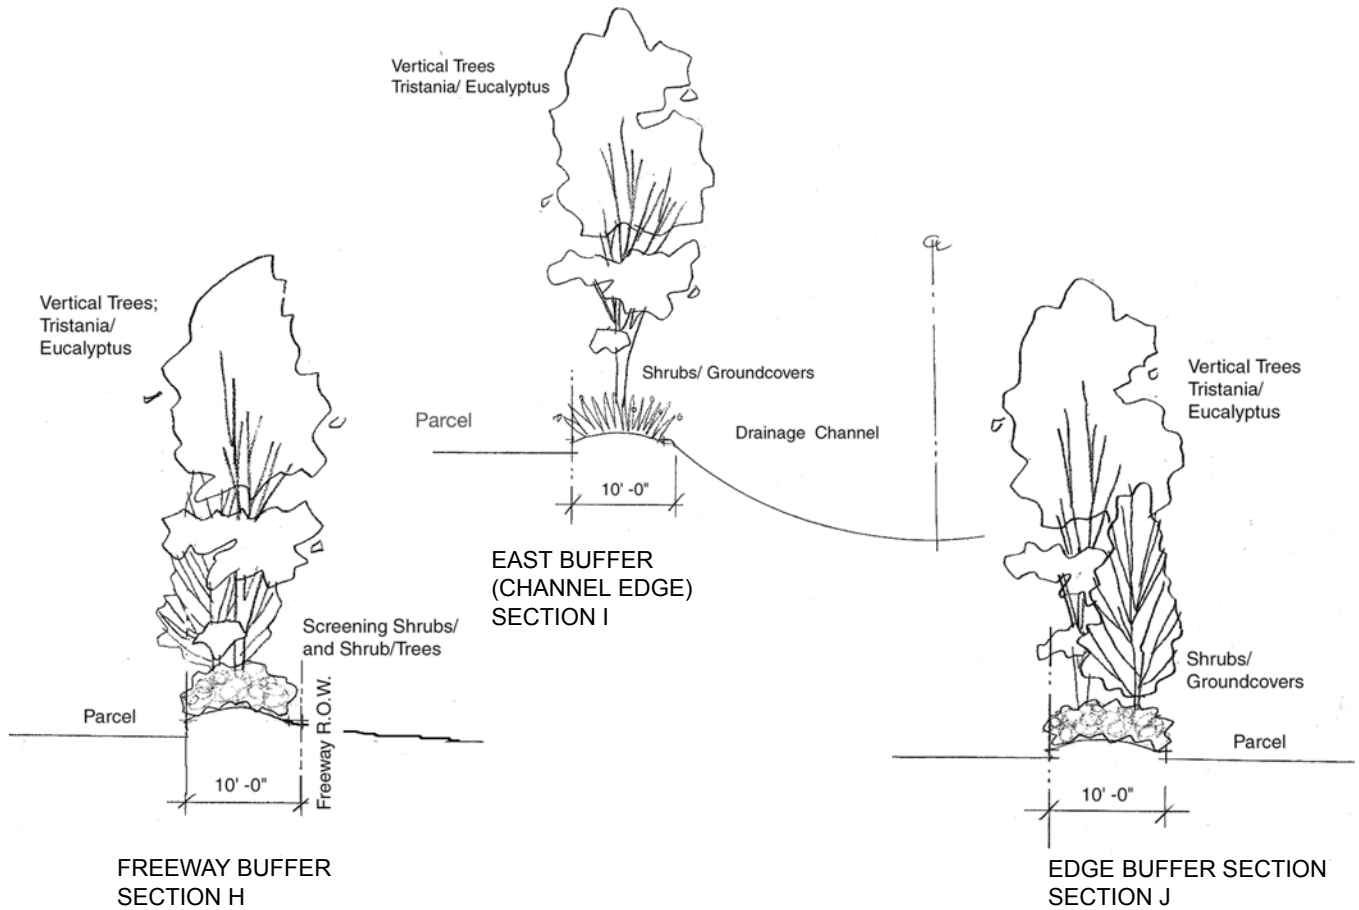 Vertical Trees
Tristania/ Eucalyptus
Shrubs/ Groundcovers
Parcel
Drainage Channel
10' -0"
EAST BUFFER
(CHANNEL EDGE)
SECTION I
CL
Vertical Trees;
Tristania/
Eucalyptus
Screening Shrubs/
and Shrub/Trees
Parcel
Freeway R.O.W.
10' -0"
FREEWAY BUFFER
SECTION H
Vertical Trees
Tristania/
Eucalyptus
Shrubs/
Groundcovers
Parcel
10' -0"
EDGE BUFFER SECTION
SECTION J